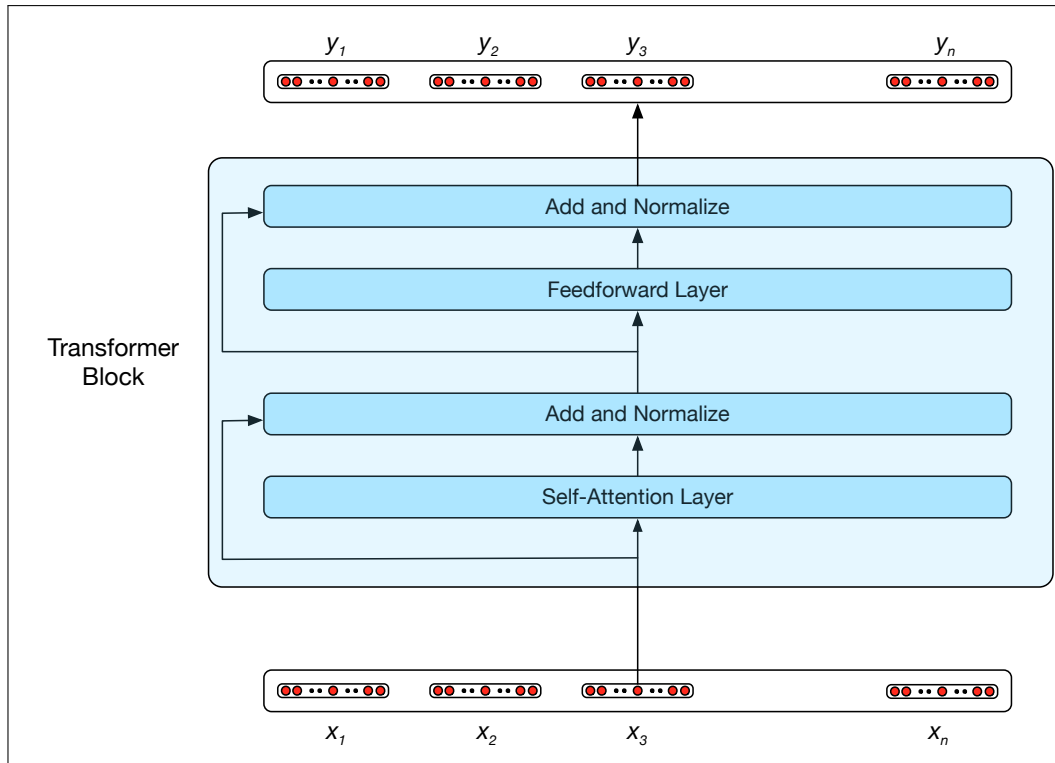 y1 y2 y3 yn
Add and Normalize
Feedforward Layer
Transformer
Block
Add and Normalize
Self-Attention Layer
x1 x2 x3 xn